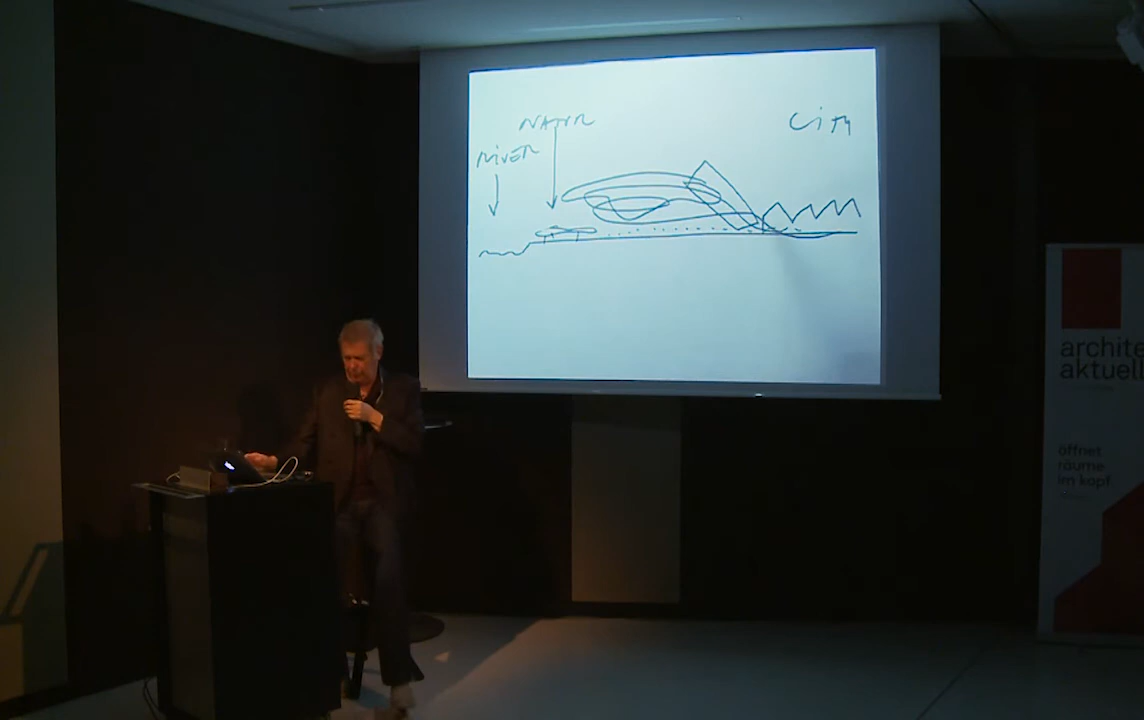 NATUR
RIVER
CITY
archite
aktuell
öffnet
räume
im kopf.